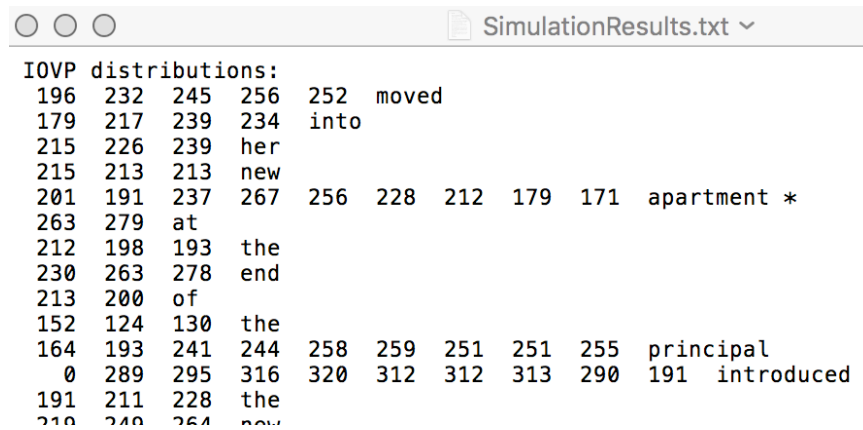 SimulationResults.txt
IOVP distributions:
196 232 245 256 252 moved
179 217 239 234 into
215 226 239 her
215 213 213 new
201 191 237 267 256 228 212 179 171 apartment *
263 279 at
212 198 193 the
230 263 278 end
213 200 of
152 124 130 the
164 193 241 244 258 259 251 251 255 principal
0 289 295 316 320 312 312 313 290 191 introduced
191 211 228 the
219 249 264 new